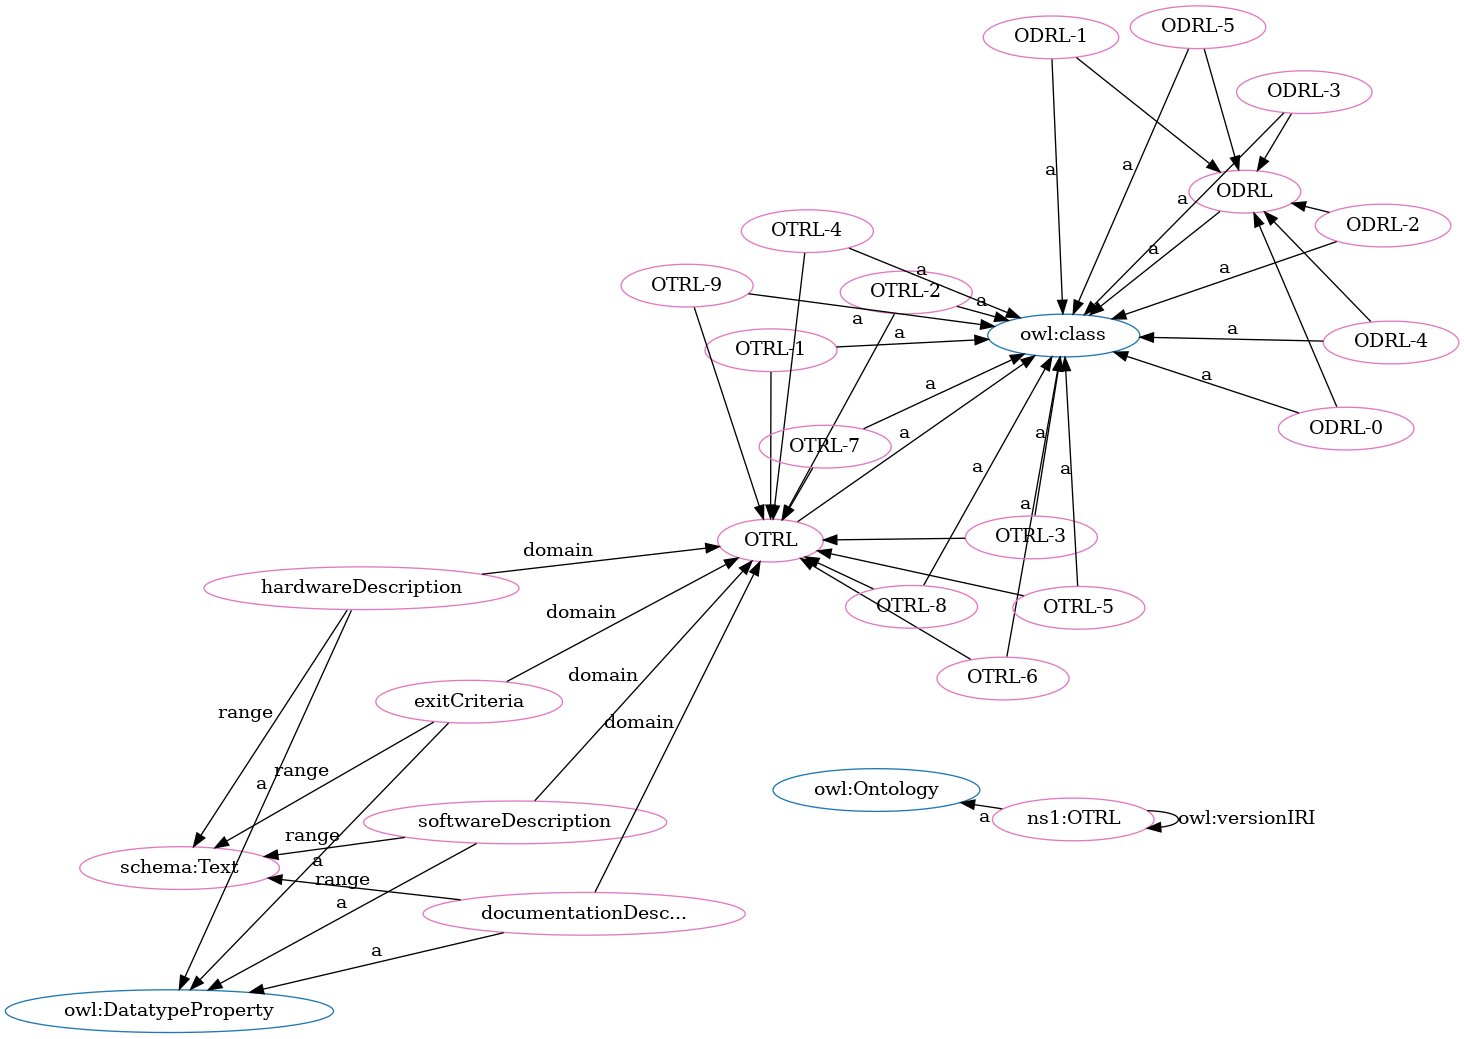 ODRL-5
ODRL-1
ODRL-3
a
a
ODRL
a
ODRL-2
OTRL-4
a
a
a
OTRL-9
OTRL-2
a
a
a
a
owl:class
a
ODRL-4
OTRL-1
a
a
ODRL-0
a
a
OTRL-7
a
a
a
OTRL-3
OTRL
domain
hardwareDescription
OTRL-8
OTRL-5
domain
domain
OTRL-6
exitCriteria
range
domain
range
a
owl:Ontology
a
ns1:OTRL
owl:versionIRI
softwareDescription
range
a
schema:Text
range
a
documentationDesc...
a
owl:DatatypeProperty